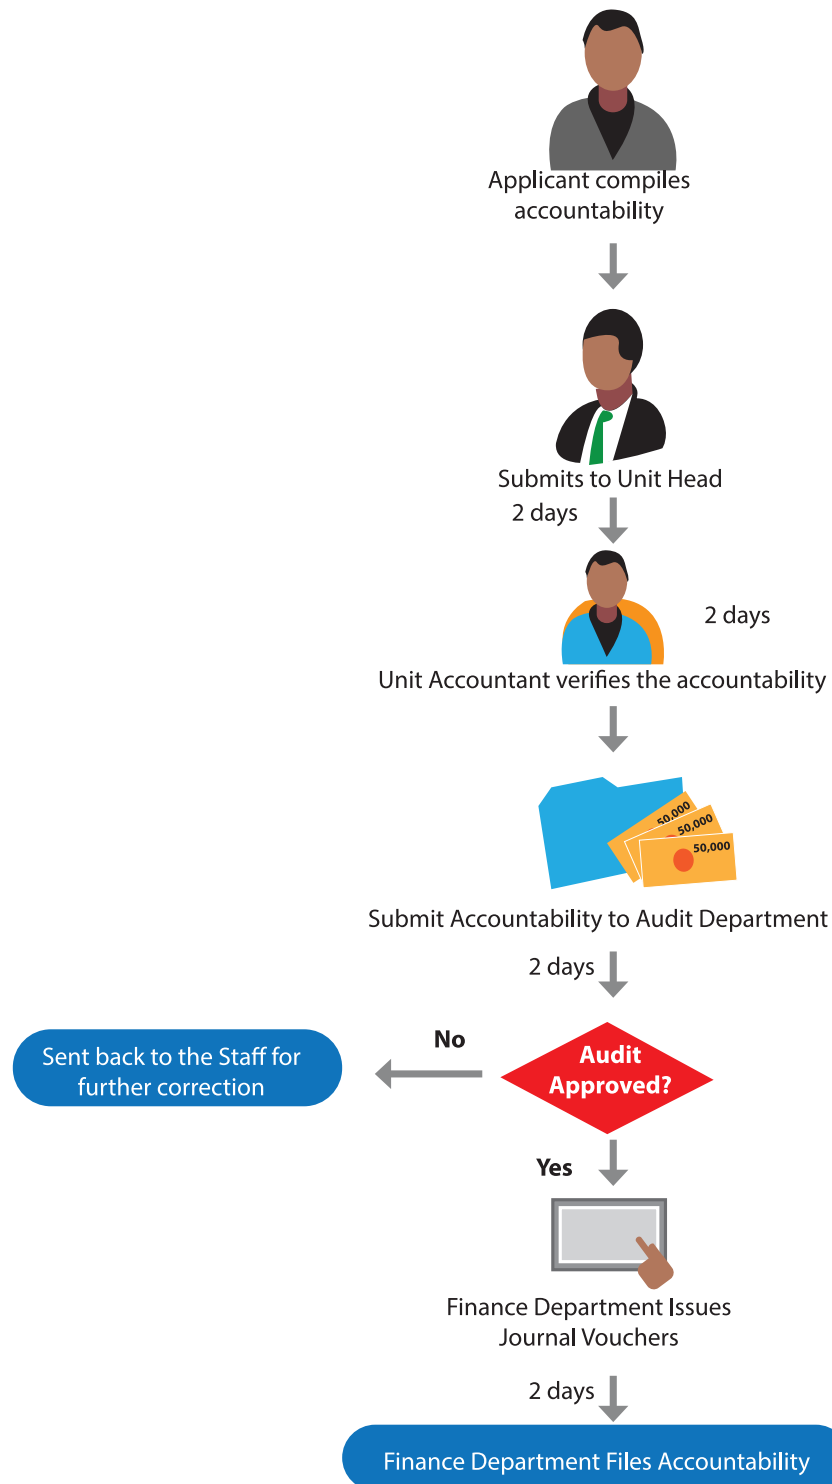 Applicant compiles
accountability
Submits to Unit Head
2 days
2 days
Unit Accountant verifies the accountability
50,000
50,000
50,000
Submit Accountability to Audit Department
2 days
No
Sent back to the Staff for
further correction
Audit
Approved?
Yes
Finance Department Issues
Journal Vouchers
2 days
Finance Department Files Accountability